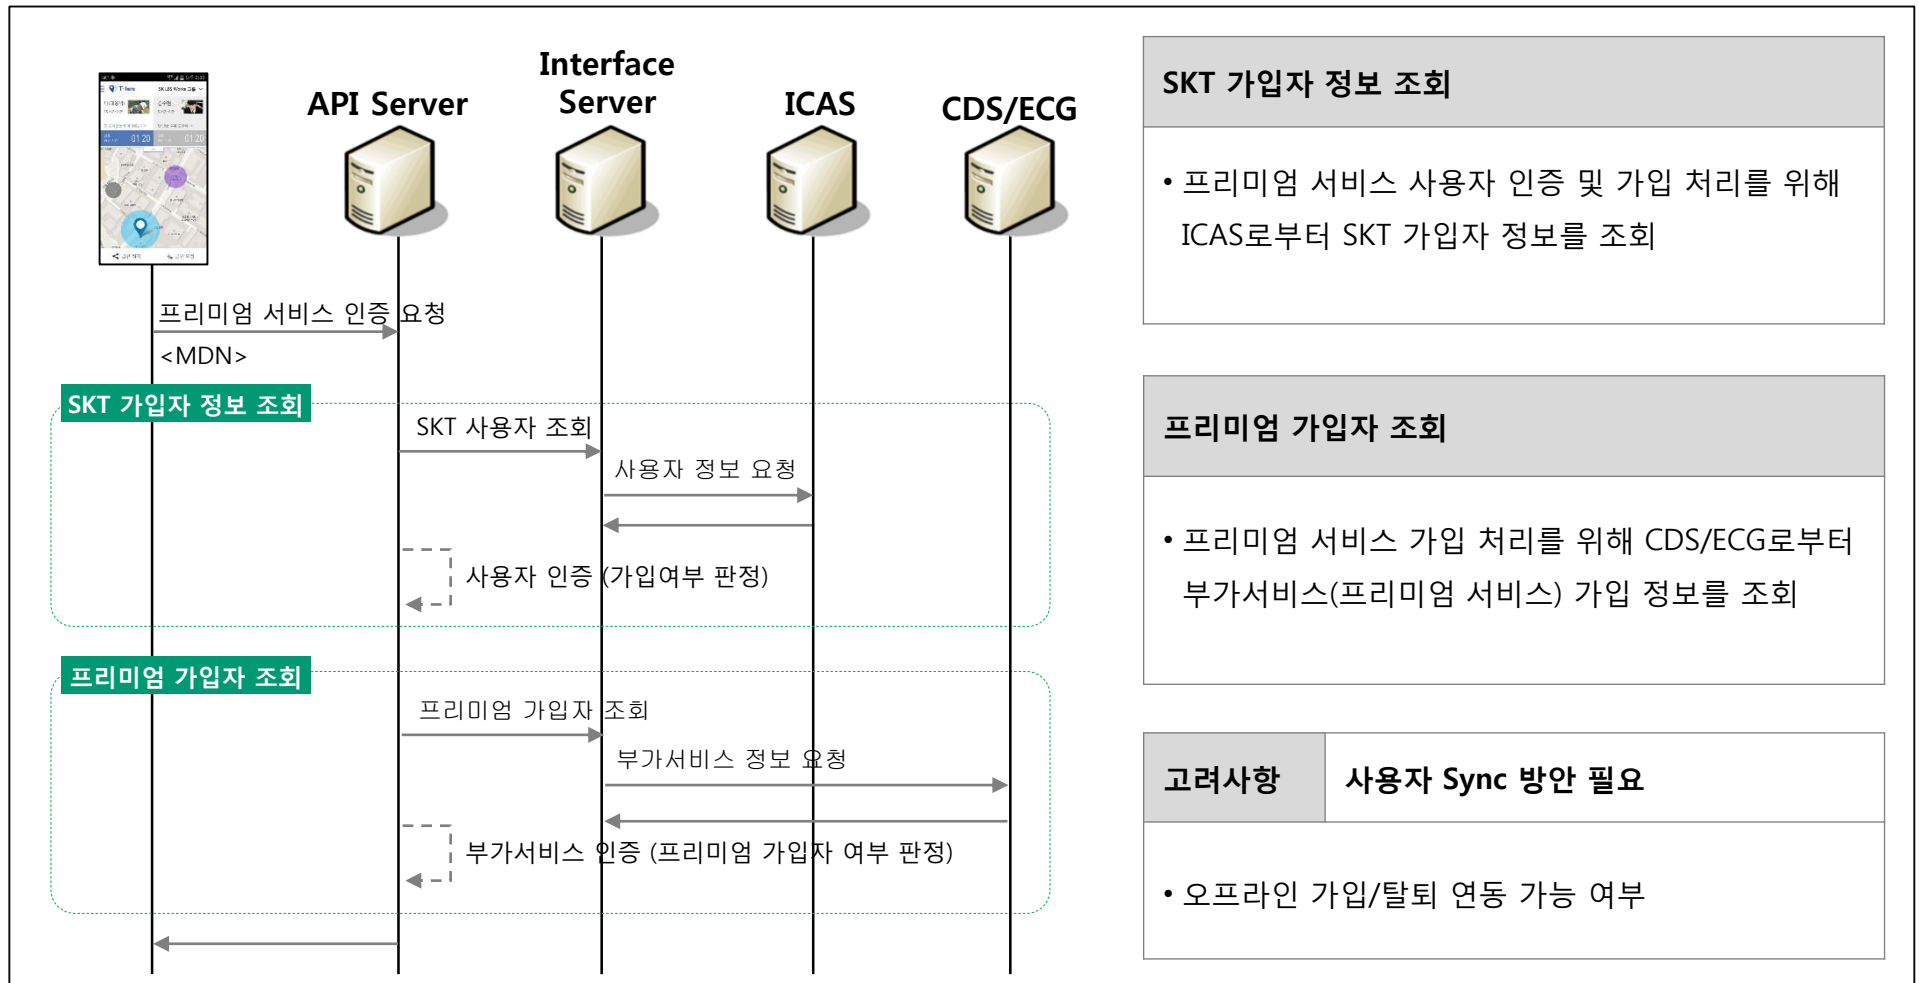 Interface
API Server
Server
ICAS
CDS/ECG
T-here
SK LBS Works 그룹
01:20
01:20
프리미엄 서비스 인증 요청
<MDN>
SKT 가입자 정보 조회
SKT 사용자 조회
사용자 정보 요청
사용자 인증 (가입여부 판정)
프리미엄 가입자 조회
프리미엄 가입자 조회
부가서비스 정보 요청
부가서비스 인증 (프리미엄 가입자 여부 판정)
SKT 가입자 정보 조회
• 프리미엄 서비스 사용자 인증 및 가입 처리를 위해
ICAS로부터 SKT 가입자 정보를 조회
프리미엄 가입자 조회
• 프리미엄 서비스 가입 처리를 위해 CDS/ECG로부터
부가서비스(프리미엄 서비스) 가입 정보를 조회
고려사항
사용자 Sync 방안 필요
• 오프라인 가입/탈퇴 연동 가능 여부